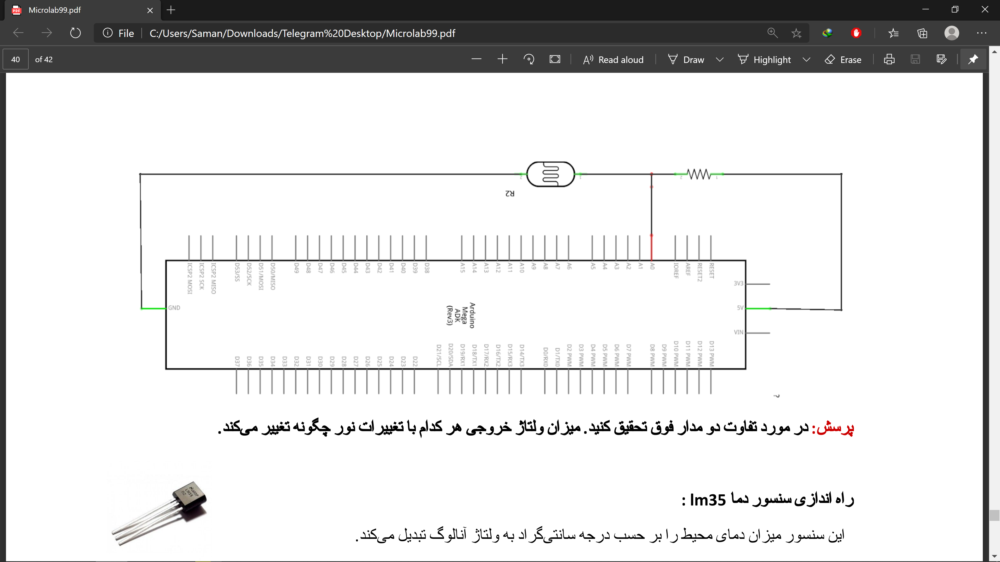 Microlab99.pdf
File C:/Users/Saman/Downloads/Telegram%20Desktop/Microlab99.pdf
40 of 42 Read aloud Draw Highlight Erase
2 1 2 1
R2
ICSP2 MOSI ICSP2 SCK ICSP2 MISO D53/SS D52/SCK D51/MOSI D50/MISO D49 D48 D47 D46 D45 D44 D43 D42 D41 D40 D39 D38 A15 A14 A13 A12 A11 A10 A9 A8 A7 A6 A5 A4 A3 A2 A1 A0 IOREF AREF RESET2 RESET
3V3
GND
5V
VIN
Arduino
Mega
ADK
(Rev3)
D37 D36 D35 D34 D33 D32 D31 D30 D29 D28 D27 D26 D25 D24 D23 D22 D21/SCL D20/SDA D19/RX1 D18/TX1 D17/RX2 D16/TX2 D15/RX3 D14/TX3 D0/RX0 D1/TX0 D2 PWM D3 PWM D4 PWM D5 PWM D6 PWM D7 PWM D8 PWM D9 PWM D10 PWM D11 PWM D12 PWM D13 PWM
?
پرسش: در مورد تفاوت دو مدار فوق تحقیق کنید. میزان ولتاژ خروجی هر کدام با تغییرات نور چگونه تغییر می‌کند.
راه اندازی سنسور دما lm35 :
LM35
DZ
این سنسور میزان دمای محیط را بر حسب درجه سانتی‌گراد به ولتاژ آنالوگ تبدیل می‌کند.